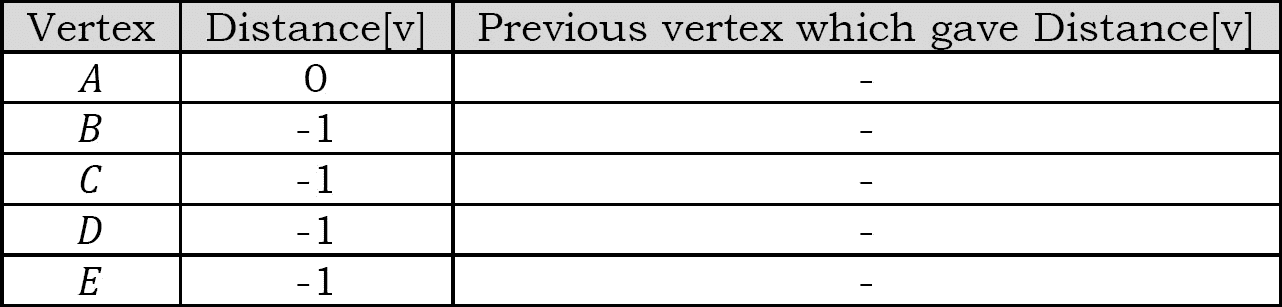 Vertex Distance[v] Previous vertex which gave Distance[v]
A 0 -
B -1 -
C -1 -
D -1 -
E -1 -